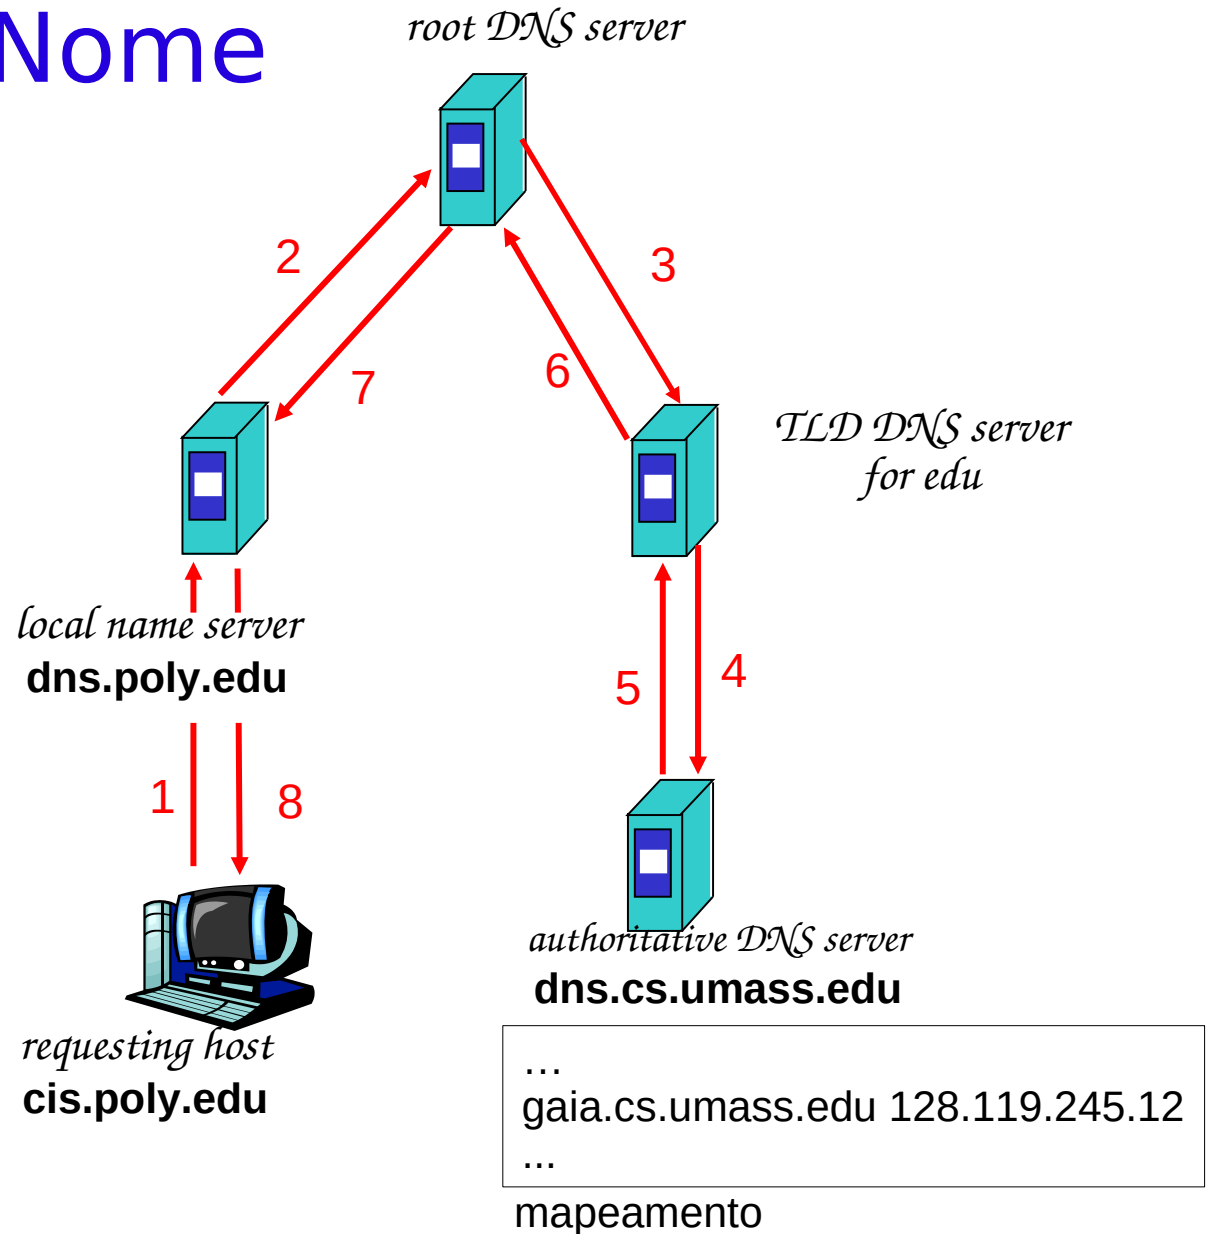 Nome
root DNS server
2
3
7
6
TLD DNS server
for edu
local name server
dns.poly.edu
5
4
1
8
authoritative DNS server
dns.cs.umass.edu
requesting host
cis.poly.edu
…
gaia.cs.umass.edu 128.119.245.12
...
mapeamento